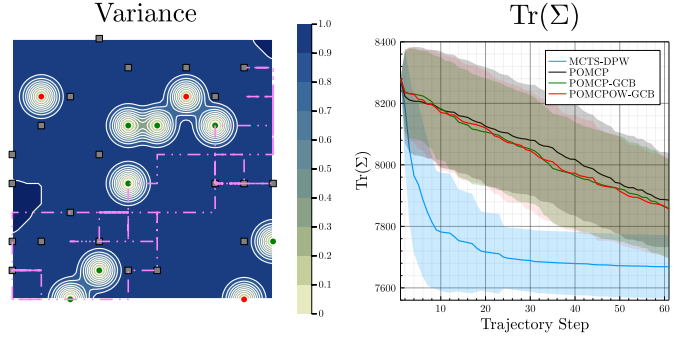 Variance
1.0
0.9
0.8
0.7
0.6
0.5
0.4
0.3
0.2
0.1
0
Tr(Σ)
Tr(Σ)
8400
8200
8000
7800
7600
MCTS-DPW
POMCP
POMCP-GCB
POMCPOW-GCB
10 20 30 40 50 60
Trajectory Step